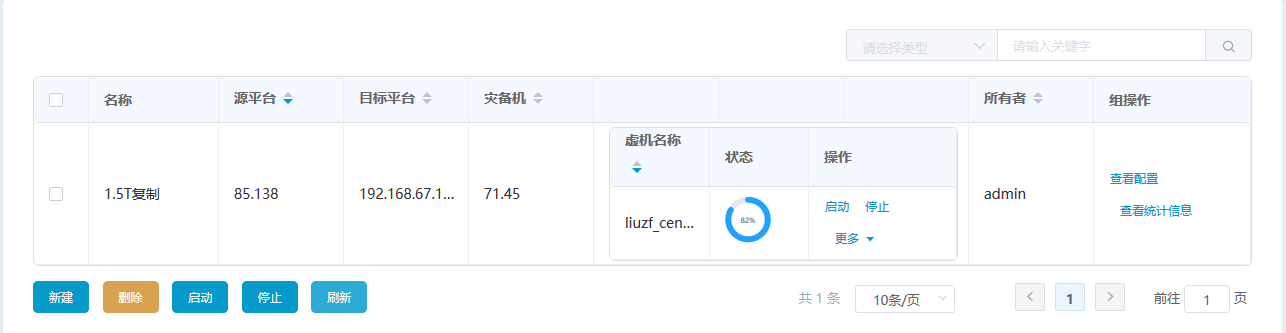 请选择类型 请输入关键字
名称 源平台 目标平台 灾备机 所有者 组操作
虚机名称 状态 操作
1.5T复制 85.138 192.168.67.1... 71.45 admin
liuzf_cen... 82% 启动 停止
更多
查看配置
查看统计信息
新建 删除 启动 停止 刷新 共 1 条 10条/页 1 前往 1 页